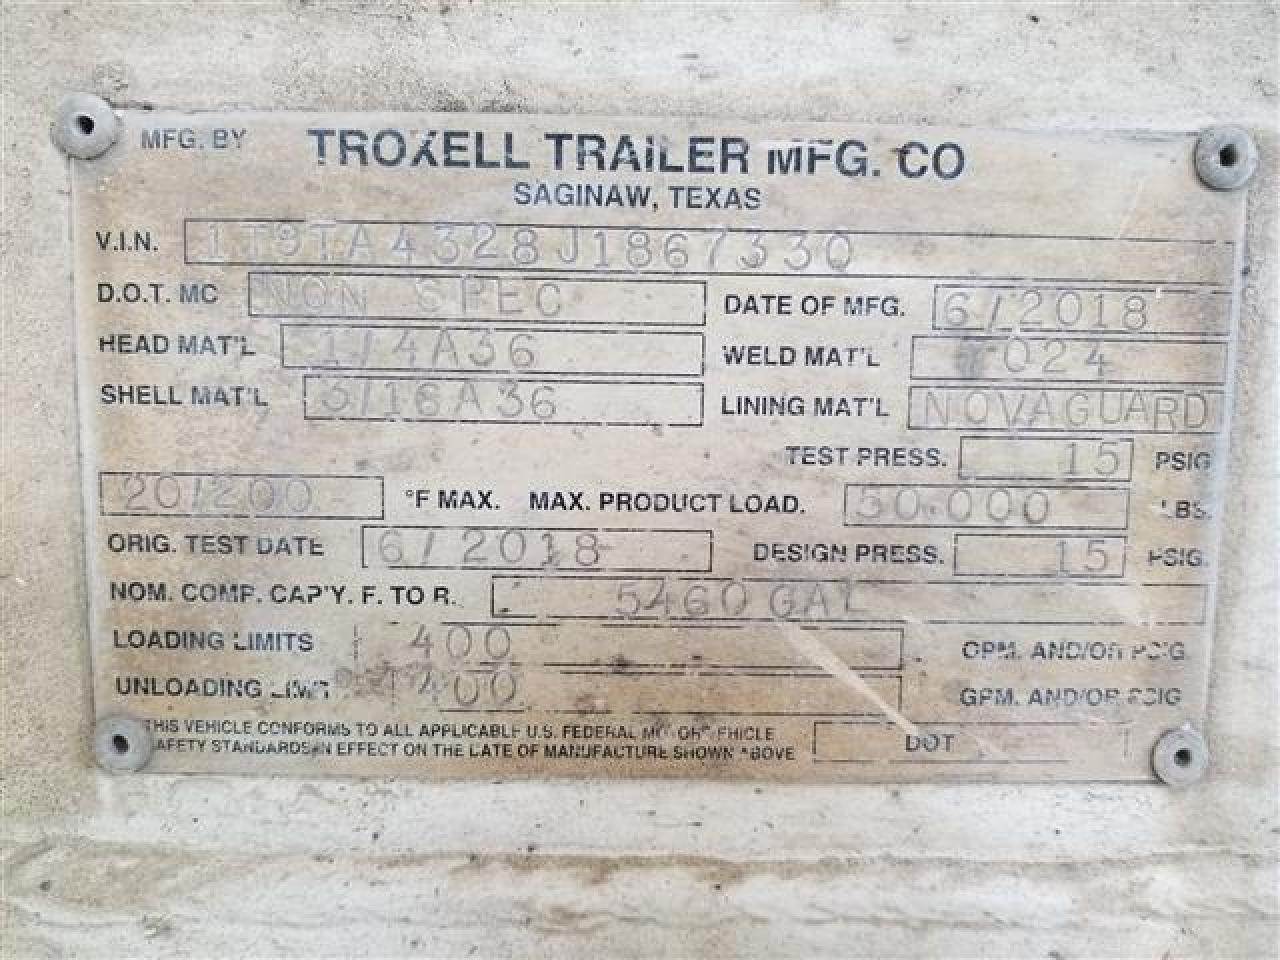 MFG. BY TROXELL TRAILER MFG. CO
SAGINAW, TEXAS
V.I.N. 1T9TA4328J1867330
D.O.T. MC NON SPEC DATE OF MFG. 6/2018
HEAD MAT'L 1/4A36 WELD MAT'L 7024
SHELL MAT'L 3/16A36 LINING MAT'L NOVAGUARD
TEST PRESS. 15 PSIG
20/200 °F MAX. MAX. PRODUCT LOAD. 50.000 LBS.
ORIG. TEST DATE 6/2018 DESIGN PRESS. 15 PSIG.
NOM. COMP. CAP'Y. F. TO R. 5460 GAL
LOADING LIMITS 400 GPM. AND/OR PSIG
UNLOADING LIMIT 400 GPM. AND/OR PSIG
THIS VEHICLE CONFORMS TO ALL APPLICABLE U.S. FEDERAL MOTOR VEHICLE
SAFETY STANDARDS IN EFFECT ON THE DATE OF MANUFACTURE SHOWN ABOVE
DOT